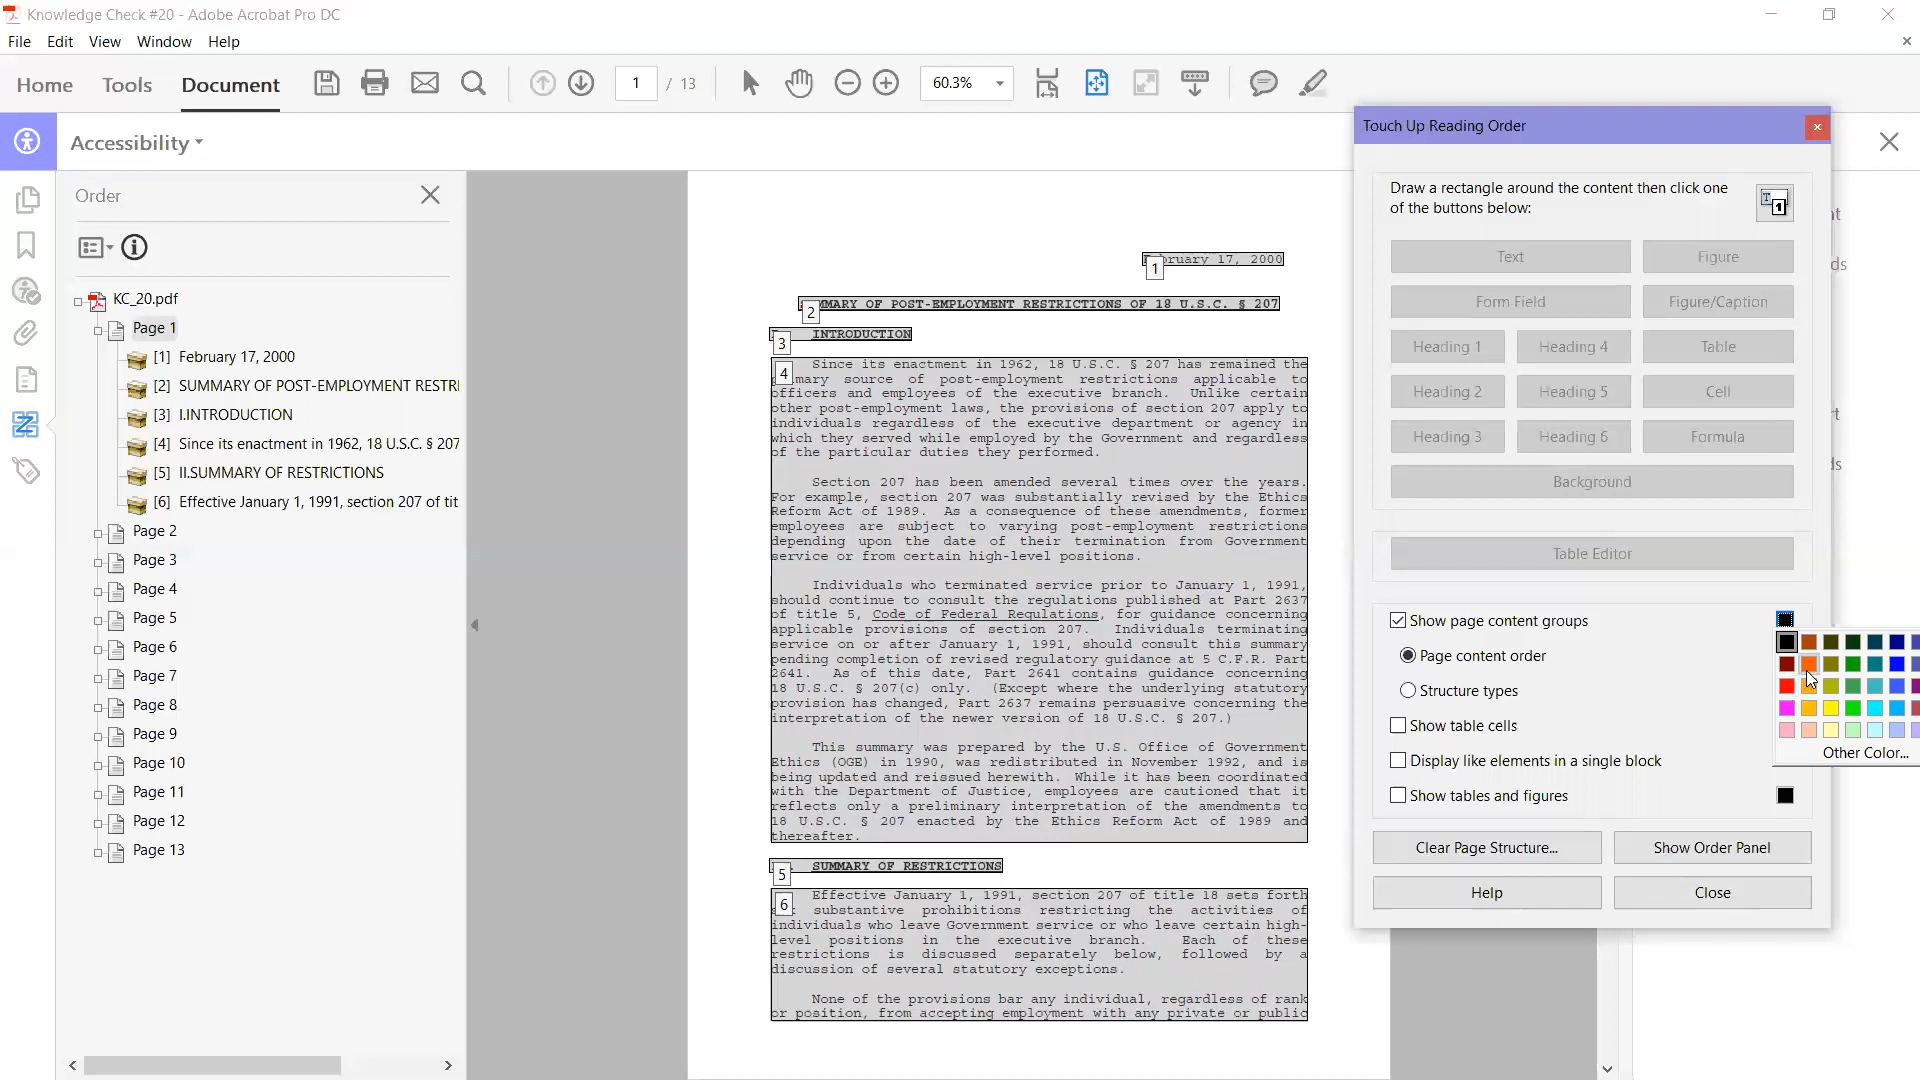 Knowledge Check #20 - Adobe Acrobat Pro DC
File Edit View Window Help
Home Tools Document 1 / 13 60.3%
Accessibility
Order
KC_20.pdf
Page 1
[1] February 17, 2000
[2] SUMMARY OF POST-EMPLOYMENT RESTRI
[3] I.INTRODUCTION
[4] Since its enactment in 1962, 18 U.S.C. § 207
[5] II.SUMMARY OF RESTRICTIONS
[6] Effective January 1, 1991, section 207 of tit
Page 2
Page 3
Page 4
Page 5
Page 6
Page 7
Page 8
Page 9
Page 10
Page 11
Page 12
Page 13
1
bruary 17, 2000
2
MMARY OF POST-EMPLOYMENT RESTRICTIONS OF 18 U.S.C. § 207
3
INTRODUCTION
4
Since its enactment in 1962, 18 U.S.C. § 207 has remained the
mary source of post-employment restrictions applicable to
officers and employees of the executive branch. Unlike certain
other post-employment laws, the provisions of section 207 apply to
individuals regardless of the executive department or agency in
which they served while employed by the Government and regardless
of the particular duties they performed.
Section 207 has been amended several times over the years.
For example, section 207 was substantially revised by the Ethics
Reform Act of 1989. As a consequence of these amendments, former
employees are subject to varying post-employment restrictions
depending upon the date of their termination from Government
service or from certain high-level positions.
Individuals who terminated service prior to January 1, 1991,
should continue to consult the regulations published at Part 2637
of title 5, Code of Federal Regulations, for guidance concerning
applicable provisions of section 207. Individuals terminating
service on or after January 1, 1991, should consult this summary
pending completion of revised regulatory guidance at 5 C.F.R. Part
2641. As of this date, Part 2641 contains guidance concerning
18 U.S.C. § 207(c) only. (Except where the underlying statutory
provision has changed, Part 2637 remains persuasive concerning the
interpretation of the newer version of 18 U.S.C. § 207.)
This summary was prepared by the U.S. Office of Government
Ethics (OGE) in 1990, was redistributed in November 1992, and is
being updated and reissued herewith. While it has been coordinated
with the Department of Justice, employees are cautioned that it
reflects only a preliminary interpretation of the amendments to
18 U.S.C. § 207 enacted by the Ethics Reform Act of 1989 and
thereafter.
5
SUMMARY OF RESTRICTIONS
6
Effective January 1, 1991, section 207 of title 18 sets forth
substantive prohibitions restricting the activities of
individuals who leave Government service or who leave certain high-
level positions in the executive branch. Each of these
restrictions is discussed separately below, followed by a
discussion of several statutory exceptions.
None of the provisions bar any individual, regardless of rank
or position, from accepting employment with any private or public
Touch Up Reading Order
Draw a rectangle around the content then click one
of the buttons below:
Text Figure
Form Field Figure/Caption
Heading 1 Heading 4 Table
Heading 2 Heading 5 Cell
Heading 3 Heading 6 Formula
Background
Table Editor
Show page content groups
Page content order
Structure types
Show table cells
Display like elements in a single block
Show tables and figures
Other Color...
Clear Page Structure... Show Order Panel
Help Close